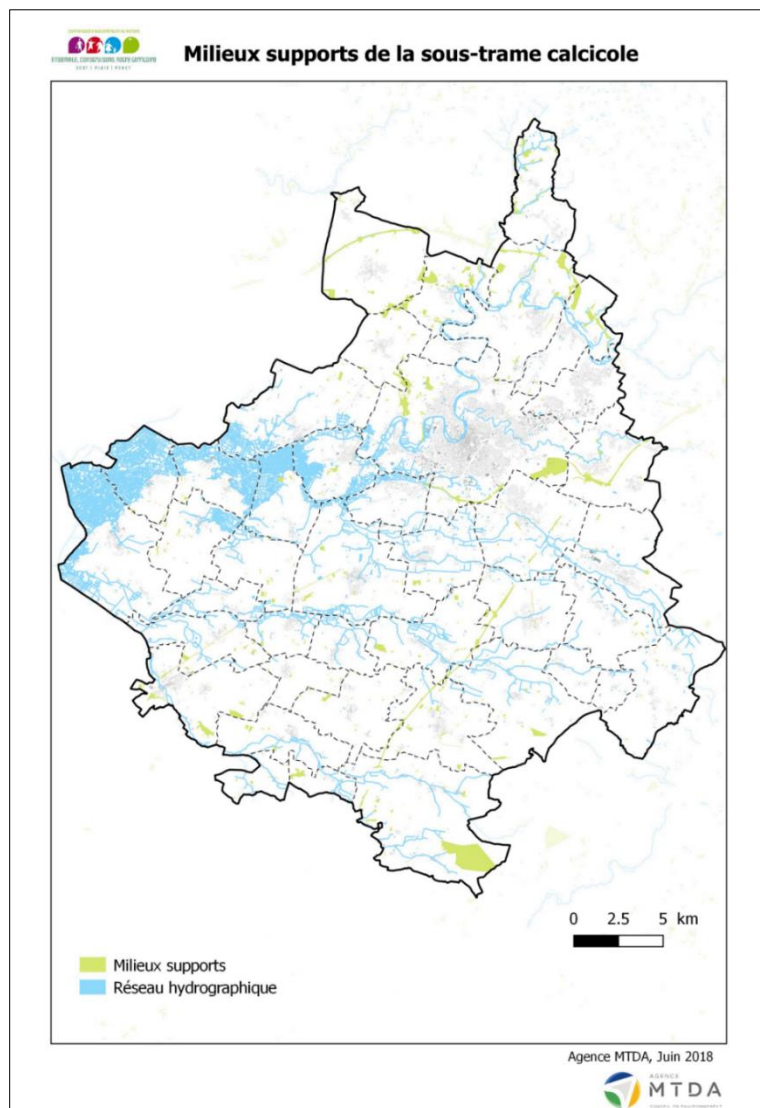 Milieux supports de la sous-trame calcicole
0 2.5 5 km
Milieux supports
Réseau hydrographique
Agence MTDA, Juin 2018
AGENCE
MTDA